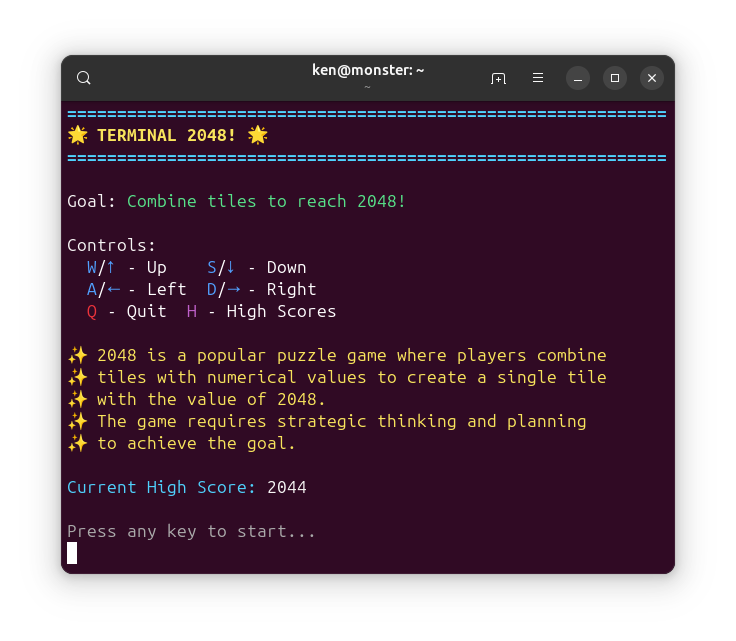 ken@monster: ~
~
============================================================
🌟 TERMINAL 2048! 🌟
============================================================
Goal: Combine tiles to reach 2048!
Controls:
W/↑ - Up    S/↓ - Down
A/← - Left  D/→ - Right
Q - Quit  H - High Scores
✨ 2048 is a popular puzzle game where players combine
✨ tiles with numerical values to create a single tile
✨ with the value of 2048.
✨ The game requires strategic thinking and planning
✨ to achieve the goal.
Current High Score: 2044
Press any key to start...